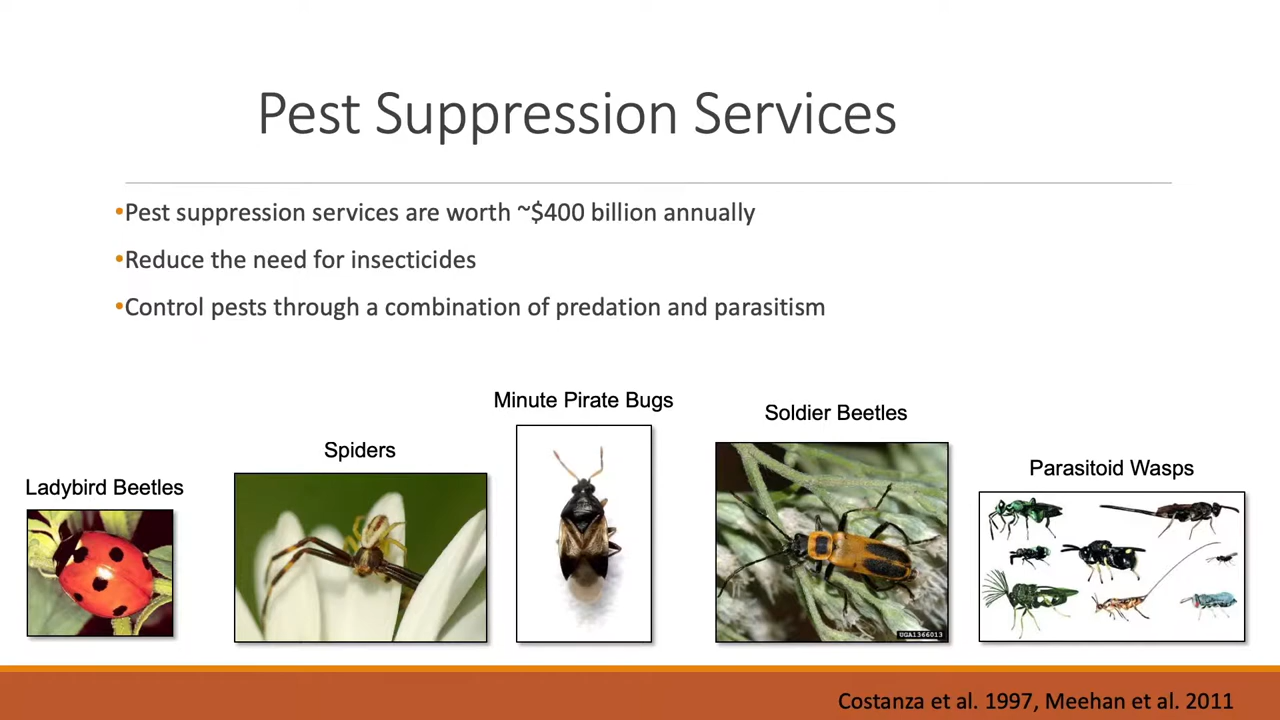 Pest Suppression Services
•Pest suppression services are worth ~$400 billion annually
•Reduce the need for insecticides
•Control pests through a combination of predation and parasitism
Minute Pirate Bugs
Soldier Beetles
Spiders
Parasitoid Wasps
Ladybird Beetles
UGA1366013
Costanza et al. 1997, Meehan et al. 2011